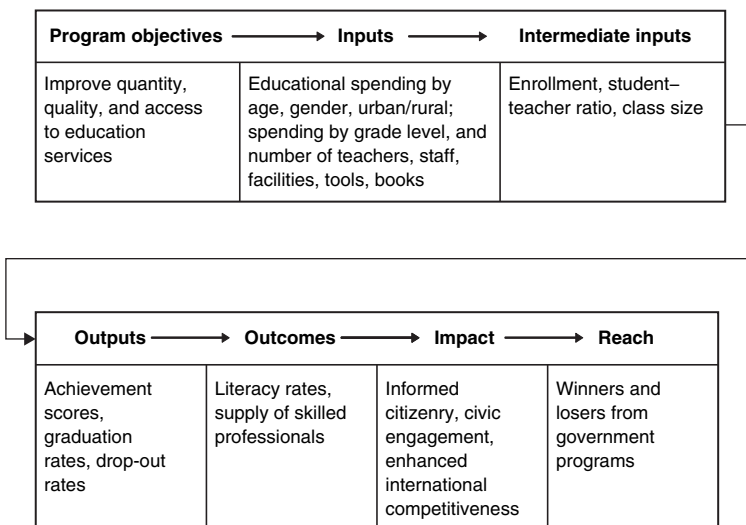 Program objectives Inputs Intermediate inputs
Improve quantity,
quality, and access
to education
services
Educational spending by
age, gender, urban/rural;
spending by grade level, and
number of teachers, staff,
facilities, tools, books
Enrollment, student–
teacher ratio, class size
Outputs Outcomes Impact Reach
Achievement
scores,
graduation
rates, drop-out
rates
Literacy rates,
supply of skilled
professionals
Informed
citizenry, civic
engagement,
enhanced
international
competitiveness
Winners and
losers from
government
programs